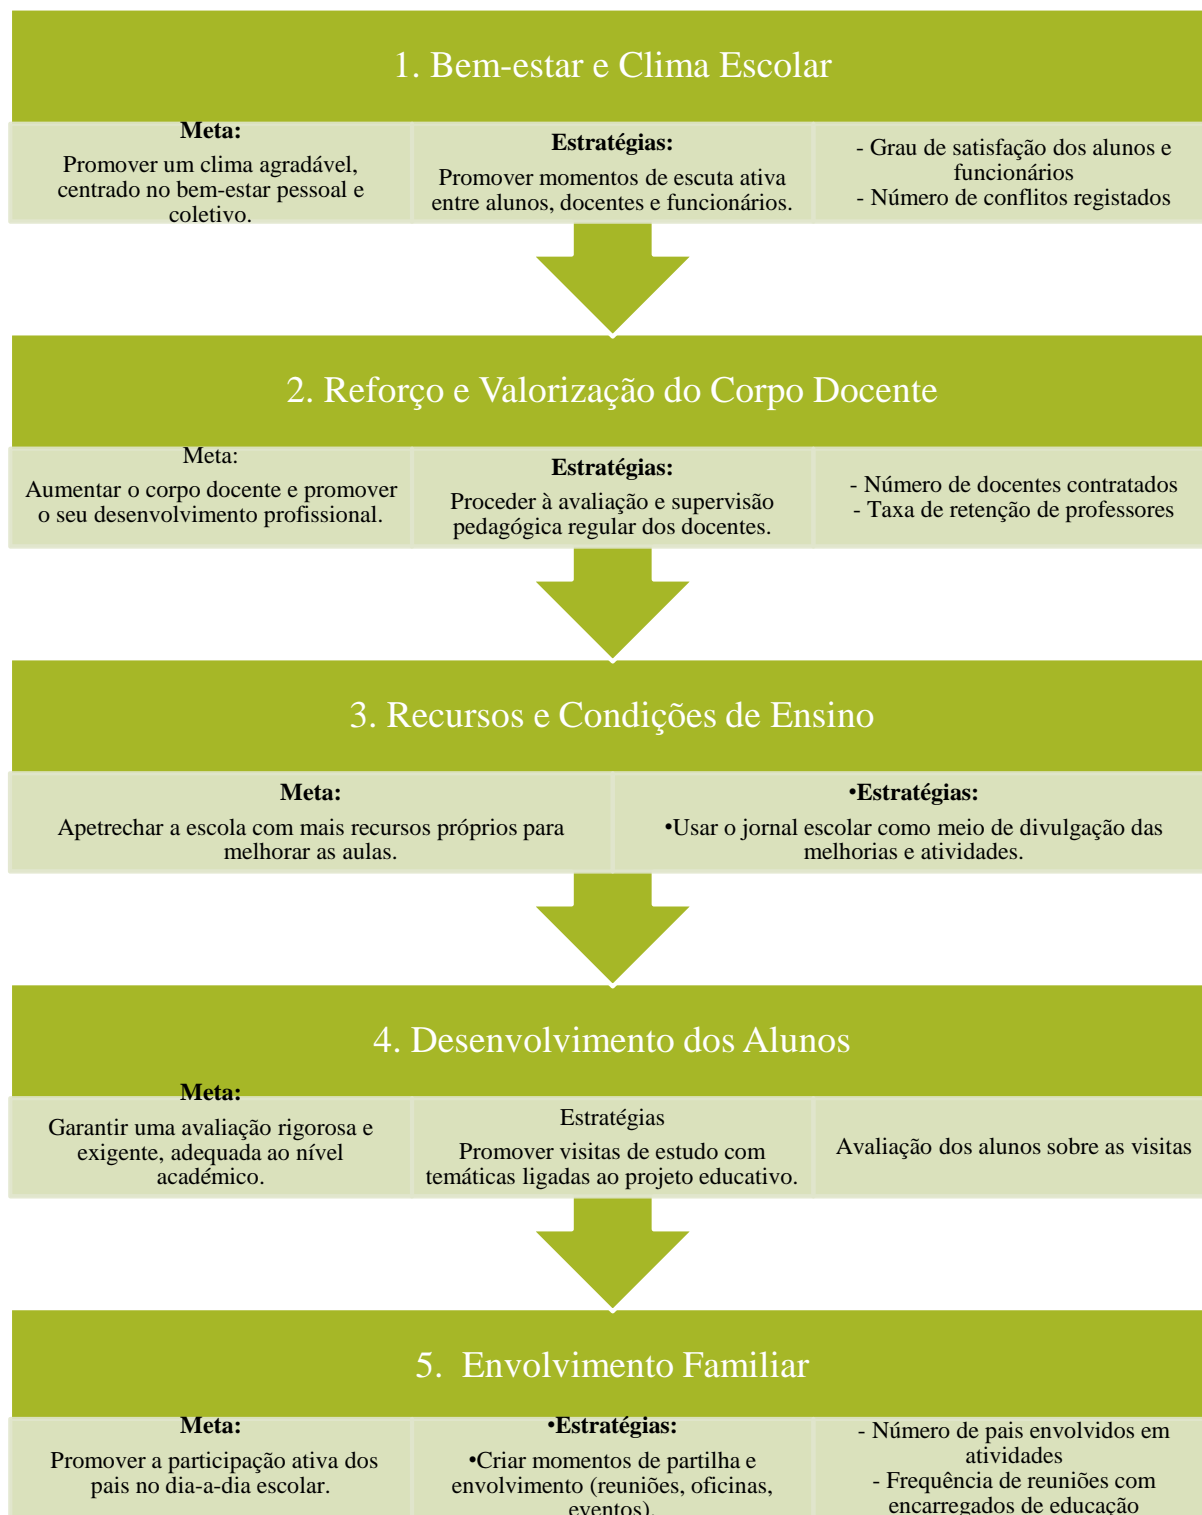 1. Bem-estar e Clima Escolar
Meta:
Promover um clima agradável,
centrado no bem-estar pessoal e
coletivo.
Estratégias:
Promover momentos de escuta ativa
entre alunos, docentes e funcionários.
- Grau de satisfação dos alunos e
funcionários
- Número de conflitos registados
2. Reforço e Valorização do Corpo Docente
Meta:
Aumentar o corpo docente e promover
o seu desenvolvimento profissional.
Estratégias:
Proceder à avaliação e supervisão
pedagógica regular dos docentes.
- Número de docentes contratados
- Taxa de retenção de professores
3. Recursos e Condições de Ensino
Meta:
Apetrechar a escola com mais recursos próprios para
melhorar as aulas.
•Estratégias:
•Usar o jornal escolar como meio de divulgação das
melhorias e atividades.
4. Desenvolvimento dos Alunos
Meta:
Garantir uma avaliação rigorosa e
exigente, adequada ao nível
académico.
Estratégias
Promover visitas de estudo com
temáticas ligadas ao projeto educativo.
Avaliação dos alunos sobre as visitas
5. Envolvimento Familiar
Meta:
Promover a participação ativa dos
pais no dia-a-dia escolar.
•Estratégias:
•Criar momentos de partilha e
envolvimento (reuniões, oficinas,
eventos).
- Número de pais envolvidos em
atividades
- Frequência de reuniões com
encarregados de educação